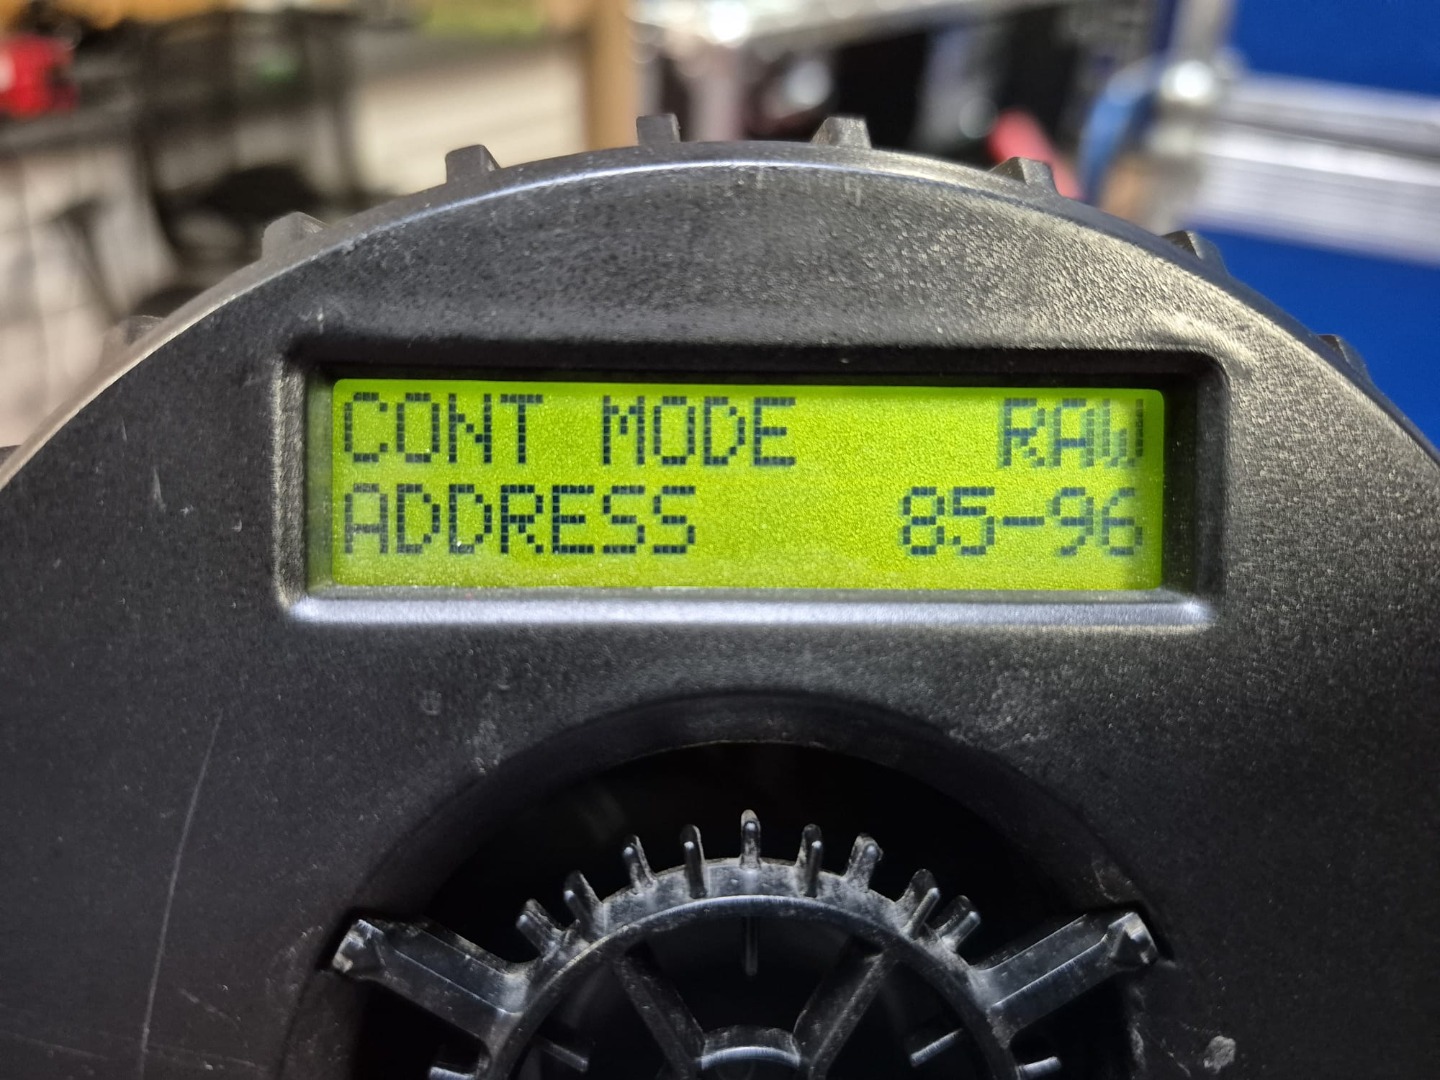 CONT MODE RAW
ADDRESS 85-96